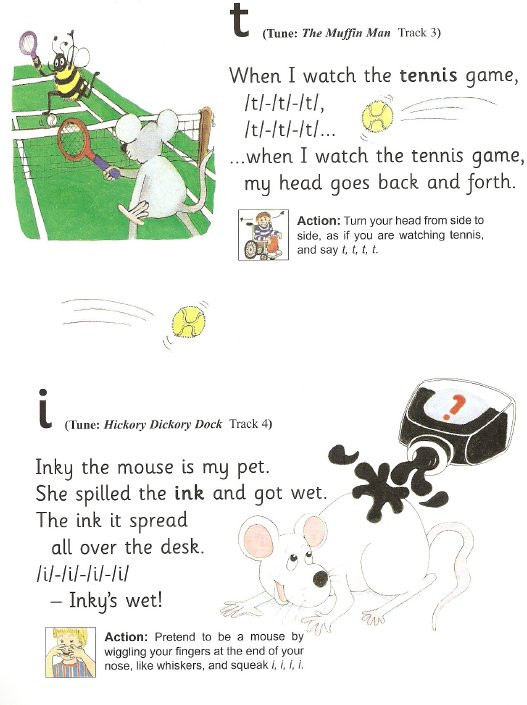 t (Tune: The Muffin Man Track 3)
When I watch the tennis game,
/t/-/t/-/t/,
/t/-/t/-/t/...
...when I watch the tennis game,
my head goes back and forth.
Action: Turn your head from side to
side, as if you are watching tennis,
and say t, t, t, t.
i (Tune: Hickory Dickory Dock Track 4)
?
Inky the mouse is my pet.
She spilled the ink and got wet.
The ink it spread
all over the desk.
/i/-/i/-/i/-/i/
– Inky's wet!
Action: Pretend to be a mouse by
wiggling your fingers at the end of your
nose, like whiskers, and squeak i, i, i, i.